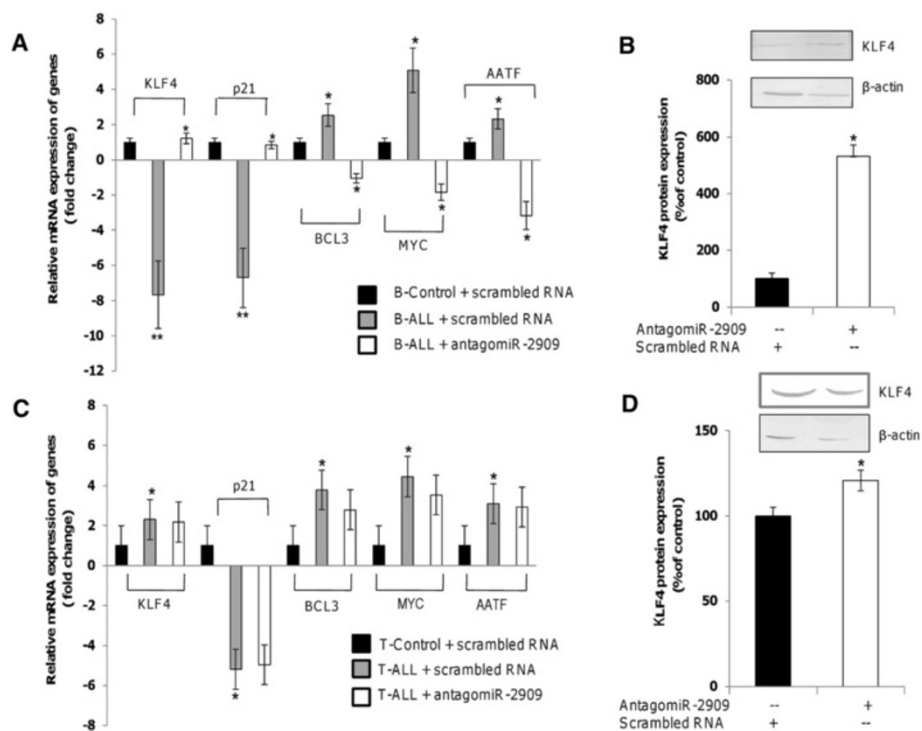 A
Relative mRNA expression of genes
(fold change)
8
6
4
2
0
-2
-4
-6
-8
-10
-12
KLF4
p21
BCL3
MYC
AATF
*
**
*
*
**
*
*
*
*
*
*
*
B-Control + scrambled RNA
B-ALL + scrambled RNA
B-ALL + antagomiR-2909
B
KLF4
β-actin
KLF4 protein expression
(%of control)
800
600
400
200
0
*
AntagomiR-2909 -- +
Scrambled RNA + --
C
Relative mRNA expression of genes
(fold change)
8
6
4
2
0
-2
-4
-6
-8
KLF4
p21
BCL3
MYC
AATF
*
*
*
*
*
T-Control + scrambled RNA
T-ALL + scrambled RNA
T-ALL + antagomiR-2909
D
KLF4
β-actin
KLF4 protein expression
(%of control)
150
100
50
0
*
AntagomiR-2909 -- +
Scrambled RNA + --